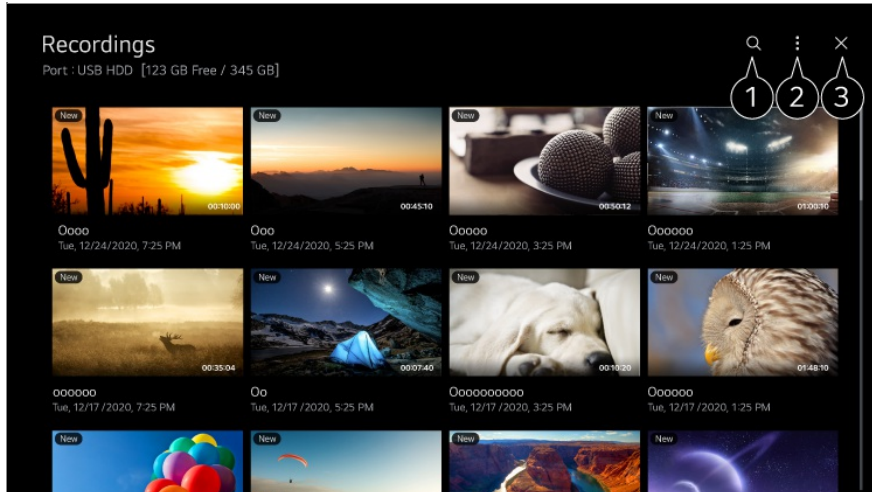 Recordings
Port : USB HDD [123 GB Free / 345 GB]
1 2 3
New New New New
00:10:00 00:45:10 00:50:12 01:00:10
Oooo Ooo Ooooo Oooooo
Tue, 12/24/2020, 7:25 PM Tue, 12/24/2020, 5:25 PM Tue, 12/24/2020, 3:25 PM Tue, 12/24/2020, 1:25 PM
New New New New
00:35:04 00:07:40 00:10:20 01:48:10
oooooo Oo Oooooooooo Oooooo
Tue, 12/17 /2020, 7:25 PM Tue, 12/17 /2020, 5:25 PM Tue, 12/17 /2020, 3:25 PM Tue, 12/17 /2020, 1:25 PM
New New New New